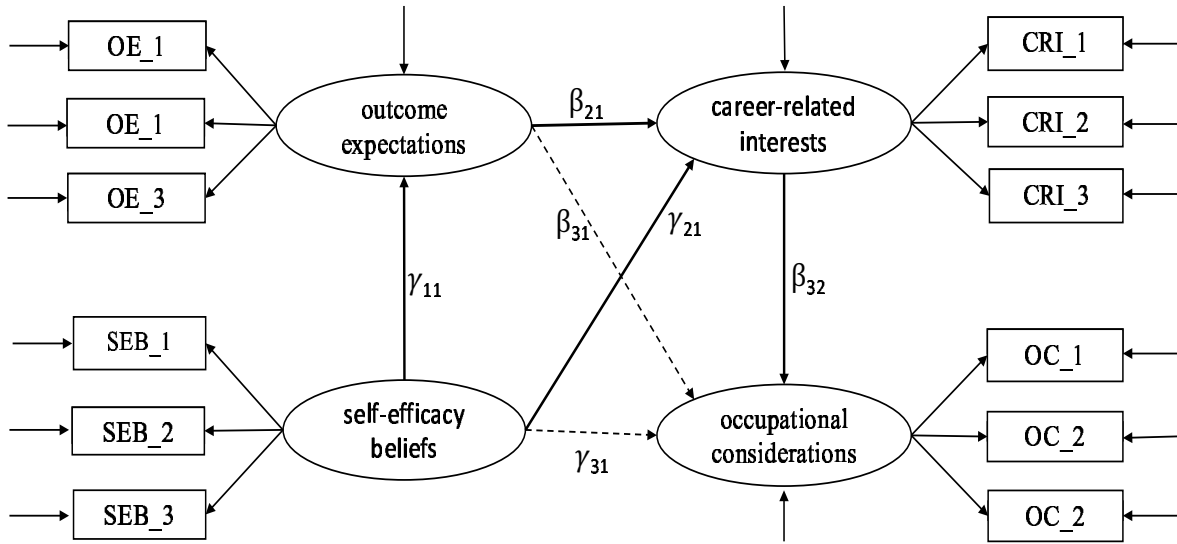 OE_1
OE_1
OE_3
outcome
expectations
β21
career-related
interests
CRI_1
CRI_2
CRI_3
β31
γ21
γ11
β32
SEB_1
SEB_2
SEB_3
self-efficacy
beliefs
γ31
occupational
considerations
OC_1
OC_2
OC_2